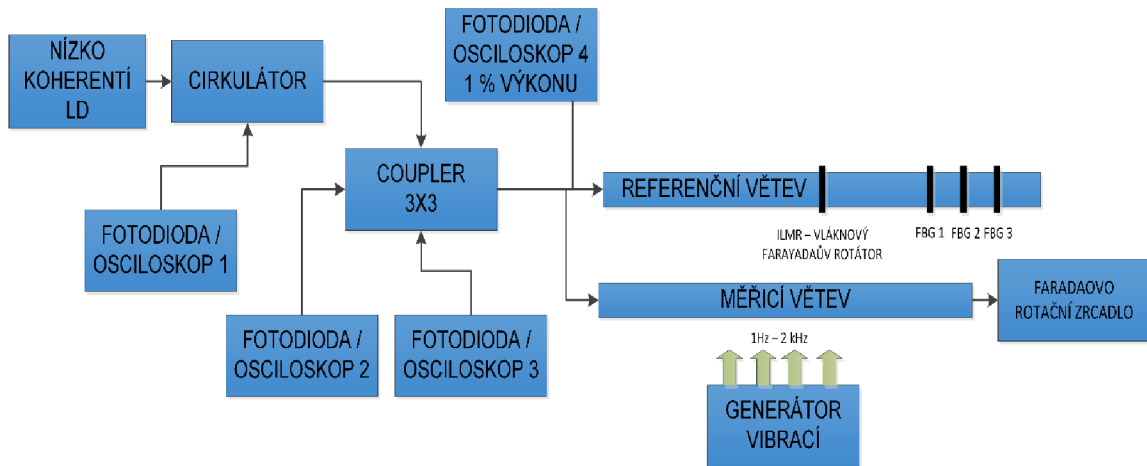 NÍZKO
KOHERENTÍ
LD
CIRKULÁTOR
FOTODIODA /
OSCILOSKOP 4
1 % VÝKONU
COUPLER
3X3
REFERENČNÍ VĚTEV
ILMR – VLÁKNOVÝ
FARAYADAŮV ROTÁTOR
FBG 1
FBG 2
FBG 3
FOTODIODA /
OSCILOSKOP 1
MĚŘICÍ VĚTEV
FARADAOVO
ROTAČNÍ ZRCADLO
FOTODIODA /
OSCILOSKOP 2
FOTODIODA /
OSCILOSKOP 3
1Hz – 2 kHz
GENERÁTOR
VIBRACÍ